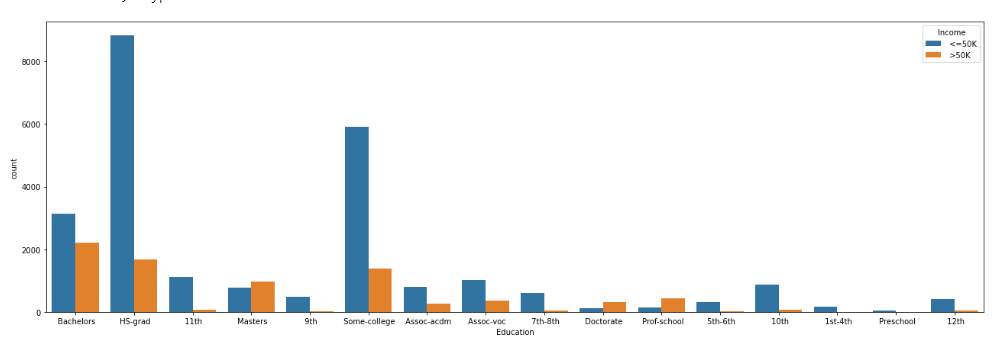 Income
<=50K
>50K
8000
6000
4000
2000
0
count
Bachelors HS-grad 11th Masters 9th Some-college Assoc-acdm Assoc-voc 7th-8th Doctorate Prof-school 5th-6th 10th 1st-4th Preschool 12th
Education